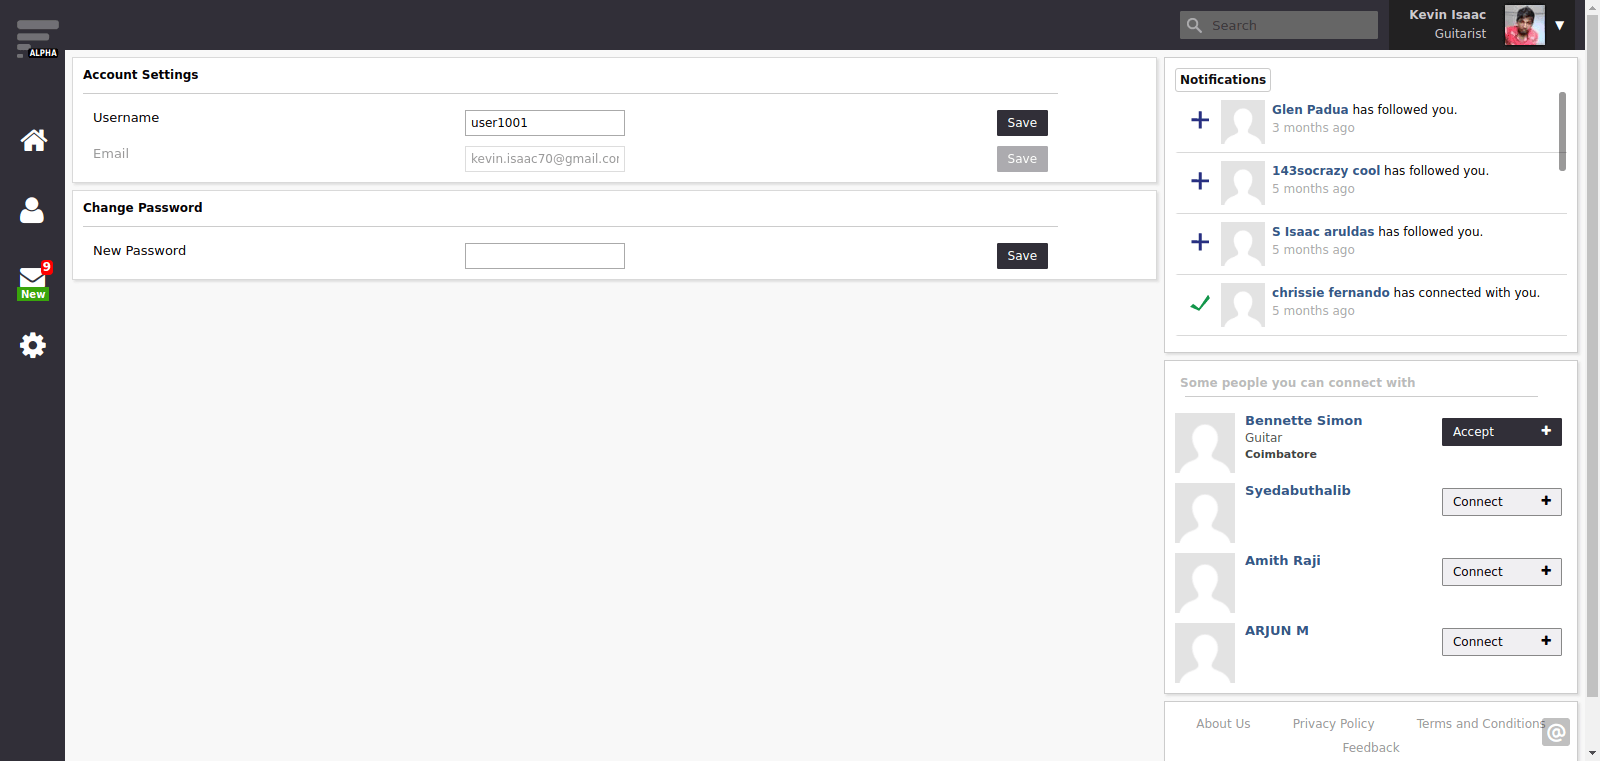 ALPHA
Search
Kevin Isaac
Guitarist
▼
9
New
Account Settings
Username
user1001
Save
Email
kevin.isaac70@gmail.com
Save
Change Password
New Password
Save
Notifications
Glen Padua has followed you.
3 months ago
143socrazy cool has followed you.
5 months ago
S Isaac aruldas has followed you.
5 months ago
chrissie fernando has connected with you.
5 months ago
Some people you can connect with
Bennette Simon
Guitar
Coimbatore
Accept
Syedabuthalib
Connect
Amith Raji
Connect
ARJUN M
Connect
About Us Privacy Policy Terms and Conditions
Feedback
@